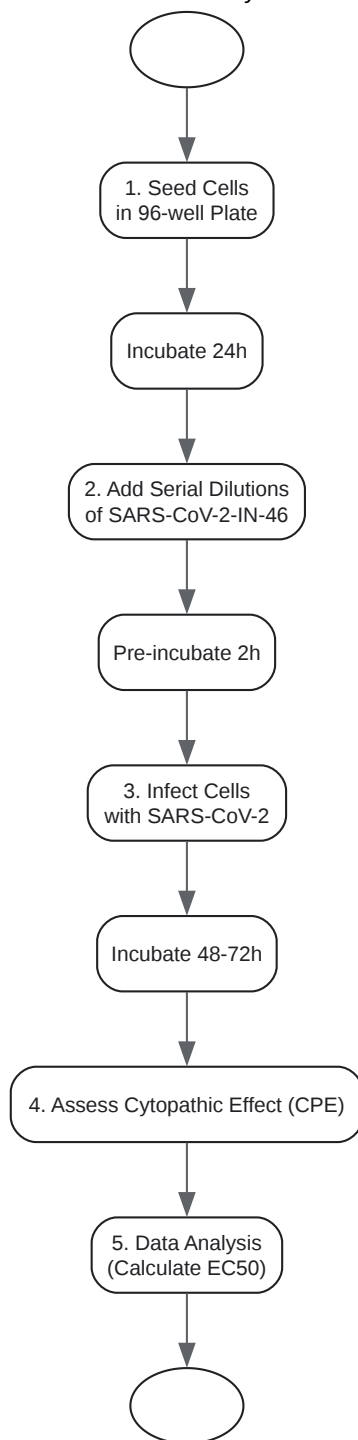 1. Seed Cells
in 96-well Plate
Incubate 24h
2. Add Serial Dilutions
of SARS-CoV-2-IN-46
Pre-incubate 2h
3. Infect Cells
with SARS-CoV-2
Incubate 48-72h
4. Assess Cytopathic Effect (CPE)
5. Data Analysis
(Calculate EC50)